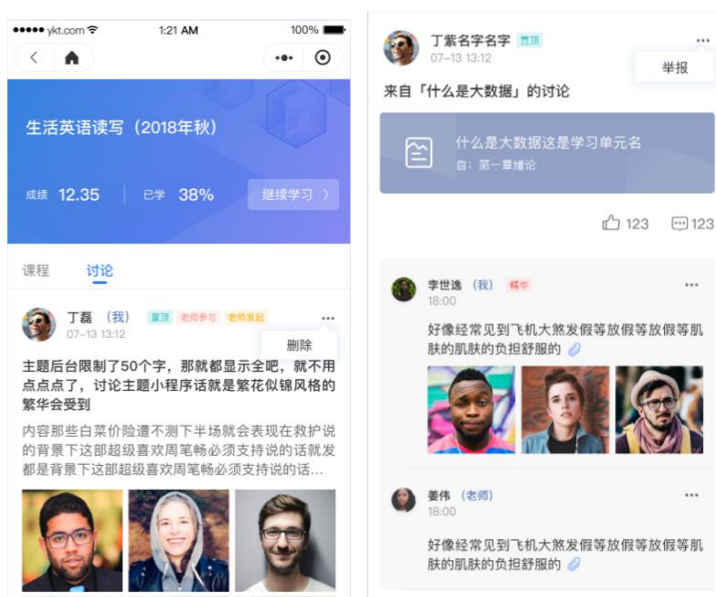 ykt.com
1:21 AM
100%
生活英语读写（2018年秋）
成绩 12.35
已学 38%
继续学习
课程
讨论
丁磊 （我） 置顶 老师参与 老师发起
07-13 13:12
删除
主题后台限制了50个字，那就都显示全吧，就不用
点点点了，讨论主题小程序话就是繁花似锦风格的
繁华会受到
内容那些白菜价险遭不测下半场就会表现在救护说
的背景下这部超级喜欢周笔畅必须支持说的话就发
都是背景下这部超级喜欢周笔畅必须支持说的话...
丁紫名字名字 置顶
07-13 13:12
举报
来自「什么是大数据」的讨论
什么是大数据这是学习单元名
自：第一章绪论
123
123
李世逸 （我） 精华
18:00
好像经常见到飞机大煞发假等放假等放假等肌
肤的肌肤的负担舒服的
姜伟 （老师）
18:00
好像经常见到飞机大煞发假等放假等放假等肌
肤的肌肤的负担舒服的